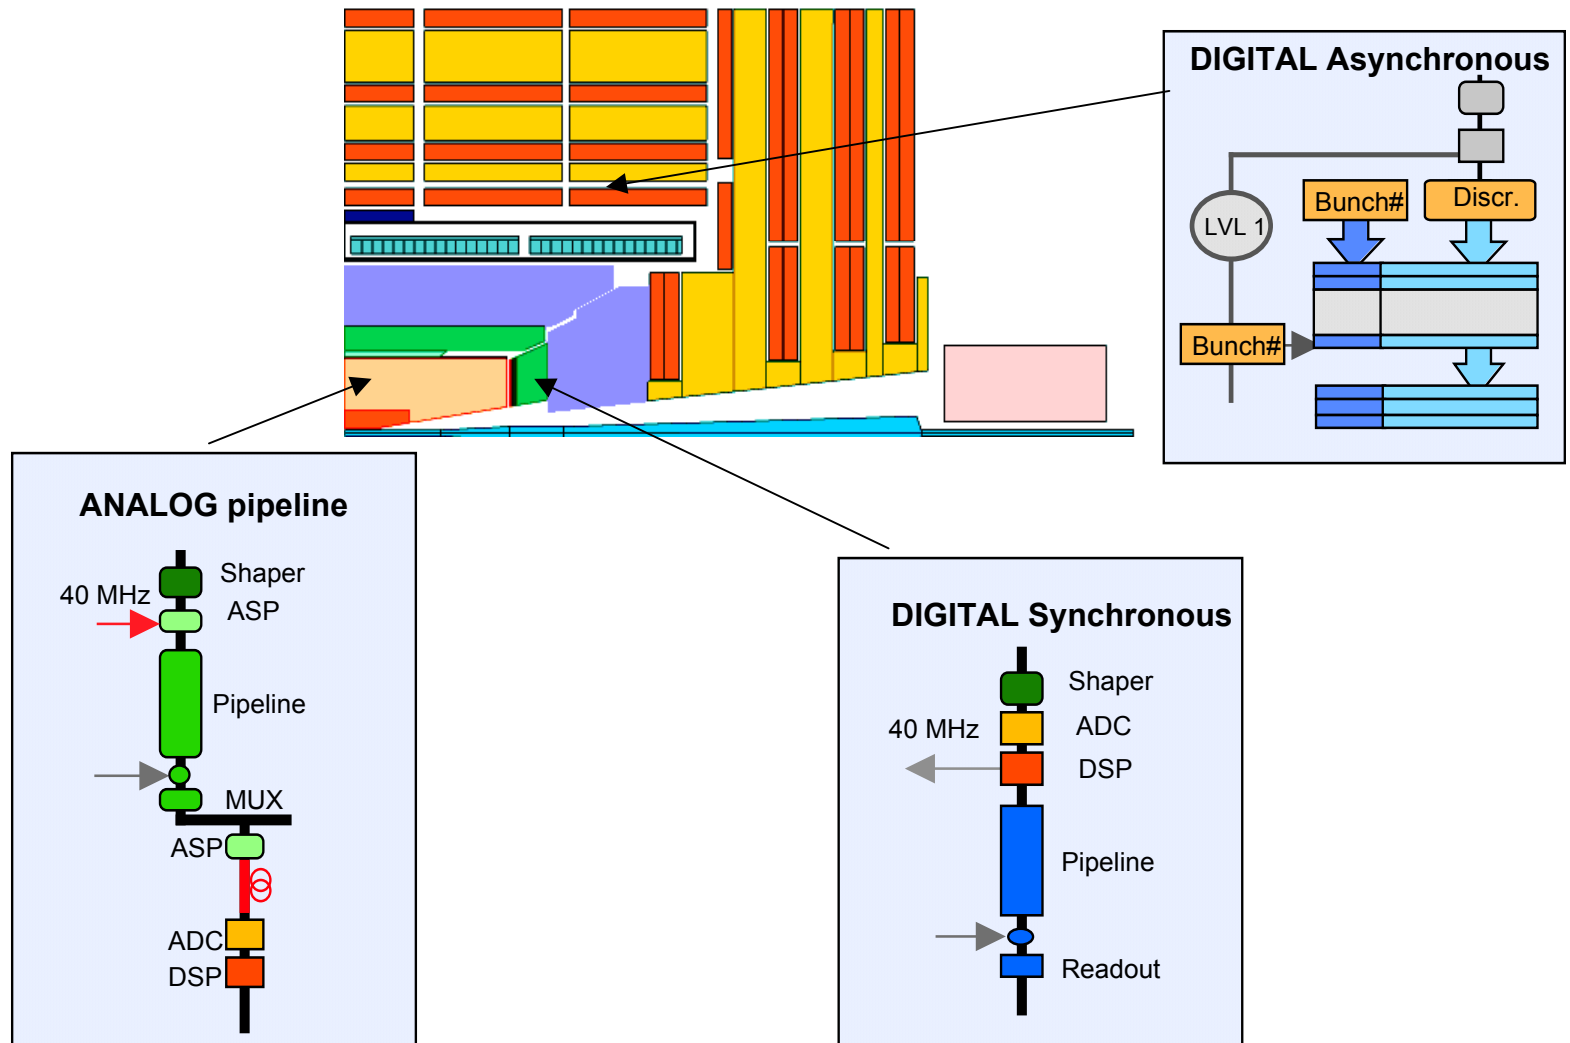 DIGITAL Asynchronous
Bunch#
Discr.
LVL 1
Bunch#
ANALOG pipeline
Shaper
40 MHz
ASP
Pipeline
MUX
ASP
ADC
DSP
DIGITAL Synchronous
Shaper
40 MHz
ADC
DSP
Pipeline
Readout